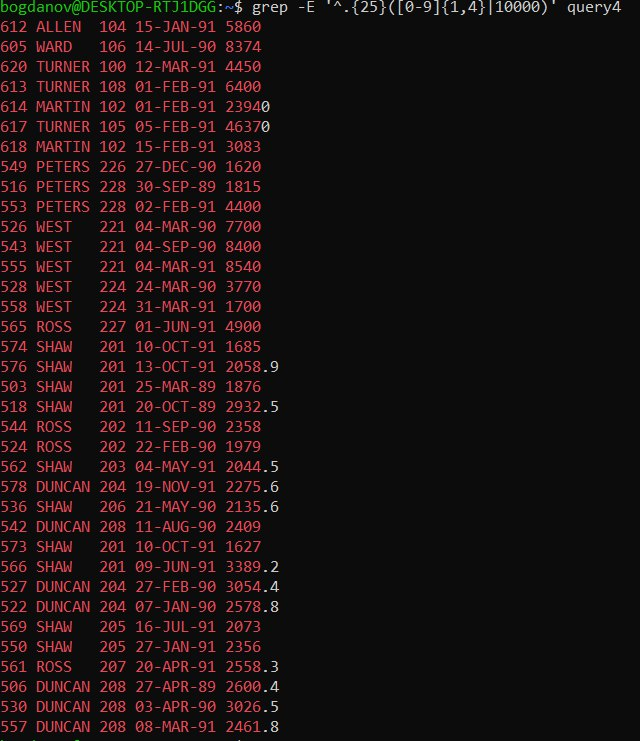 bogdanov@DESKTOP-RTJ1DGG:~$ grep -E '^.{25}([0-9]{1,4}|10000)' query4
612 ALLEN  104 15-JAN-91 5860
605 WARD   106 14-JUL-90 8374
620 TURNER 100 12-MAR-91 4450
613 TURNER 108 01-FEB-91 6400
614 MARTIN 102 01-FEB-91 23940
617 TURNER 105 05-FEB-91 46370
618 MARTIN 102 15-FEB-91 3083
549 PETERS 226 27-DEC-90 1620
516 PETERS 228 30-SEP-89 1815
553 PETERS 228 02-FEB-91 4400
526 WEST   221 04-MAR-90 7700
543 WEST   221 04-SEP-90 8400
555 WEST   221 04-MAR-91 8540
528 WEST   224 24-MAR-90 3770
558 WEST   224 31-MAR-91 1700
565 ROSS   227 01-JUN-91 4900
574 SHAW   201 10-OCT-91 1685
576 SHAW   201 13-OCT-91 2058.9
503 SHAW   201 25-MAR-89 1876
518 SHAW   201 20-OCT-89 2932.5
544 ROSS   202 11-SEP-90 2358
524 ROSS   202 22-FEB-90 1979
562 SHAW   203 04-MAY-91 2044.5
578 DUNCAN 204 19-NOV-91 2275.6
536 SHAW   206 21-MAY-90 2135.6
542 DUNCAN 208 11-AUG-90 2409
573 SHAW   201 10-OCT-91 1627
566 SHAW   201 09-JUN-91 3389.2
527 DUNCAN 204 27-FEB-90 3054.4
522 DUNCAN 204 07-JAN-90 2578.8
569 SHAW   205 16-JUL-91 2073
550 SHAW   205 27-JAN-91 2356
561 ROSS   207 20-APR-91 2558.3
506 DUNCAN 208 27-APR-89 2600.4
530 DUNCAN 208 03-APR-90 3026.5
557 DUNCAN 208 08-MAR-91 2461.8